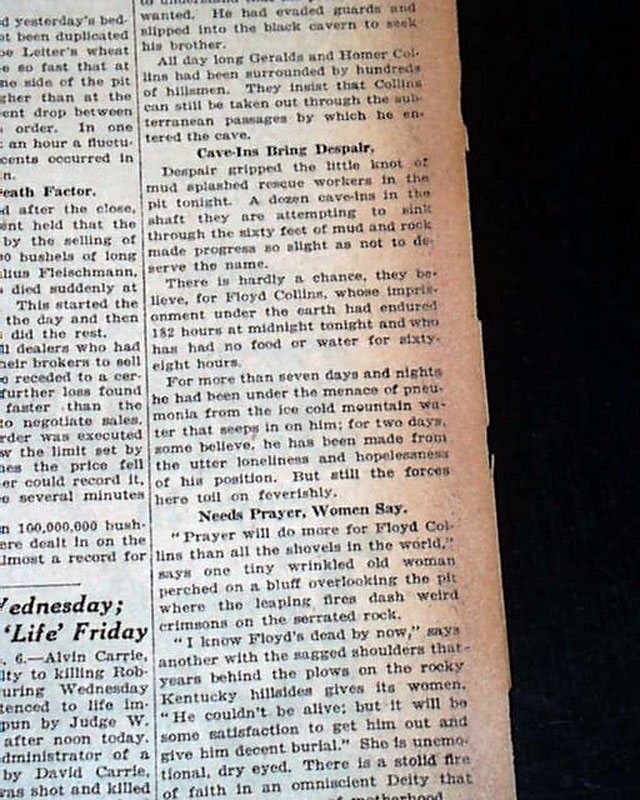 d yesterday's bed-
ot been duplicated
be Leiter's wheat
so fast that at
ne side of the pit
gher than at the
ent drop between
order. In one
an hour a fluctu-
cents occurred in
n.
eath Factor.
d after the close,
ent held that the
by the selling of
00 bushels of long
lius Fleischmann,
died suddenly at
This started the
the day and then
did the rest.
ll dealers who had
heir brokers to sell
o receded to a cer-
further loss found
faster than the
to negotiate sales,
rder was executed
w the limit set by
nes the price fell
er could record it,
e several minutes
n 100,000,000 bush-
ere dealt in on the
lmost a record for
Wednesday;
'Life' Friday
. 6.—Alvin Carrie,
lty to killing Rob-
uring Wednesday
tenced to life im-
pun by Judge W.
after noon today.
dministrator of a
by David Carrie,
was shot and killed
wanted. He had evaded guards and
slipped into the black cavern to seek
his brother.
All day long Geralds and Homer Col-
lins had been surrounded by hundreds
of hillsmen. They insist that Collins
can still be taken out through the sub-
terranean passages by which he en-
tered the cave.
Cave-Ins Bring Despair.
Despair gripped the little knot of
mud splashed rescue workers in the
pit tonight. A dozen cave-ins in the
shaft they are attempting to sink
through the sixty feet of mud and rock
made progress so slight as not to de-
serve the name.
There is hardly a chance, they be-
lieve, for Floyd Collins, whose impris-
onment under the earth had endured
182 hours at midnight tonight and who
has had no food or water for sixty-
eight hours.
For more than seven days and nights
he had been under the menace of pneu-
monia from the ice cold mountain wa-
ter that seeps in on him; for two days,
some believe, he has been made from
the utter loneliness and hopelessness
of his position. But still the forces
here toil on feverishly.
Needs Prayer, Women Say.
"Prayer will do more for Floyd Col-
lins than all the shovels in the world,"
says one tiny wrinkled old woman
perched on a bluff overlooking the pit
where the leaping fires dash weird
crimsons on the serrated rock.
"I know Floyd's dead by now," says
another with the sagged shoulders that
years behind the plows on the rocky
Kentucky hillsides gives its women.
"He couldn't be alive; but it will be
some satisfaction to get him out and
give him decent burial." She is unemo-
tional, dry eyed. There is a stolid fire
of faith in an omniscient Deity that
motherhood